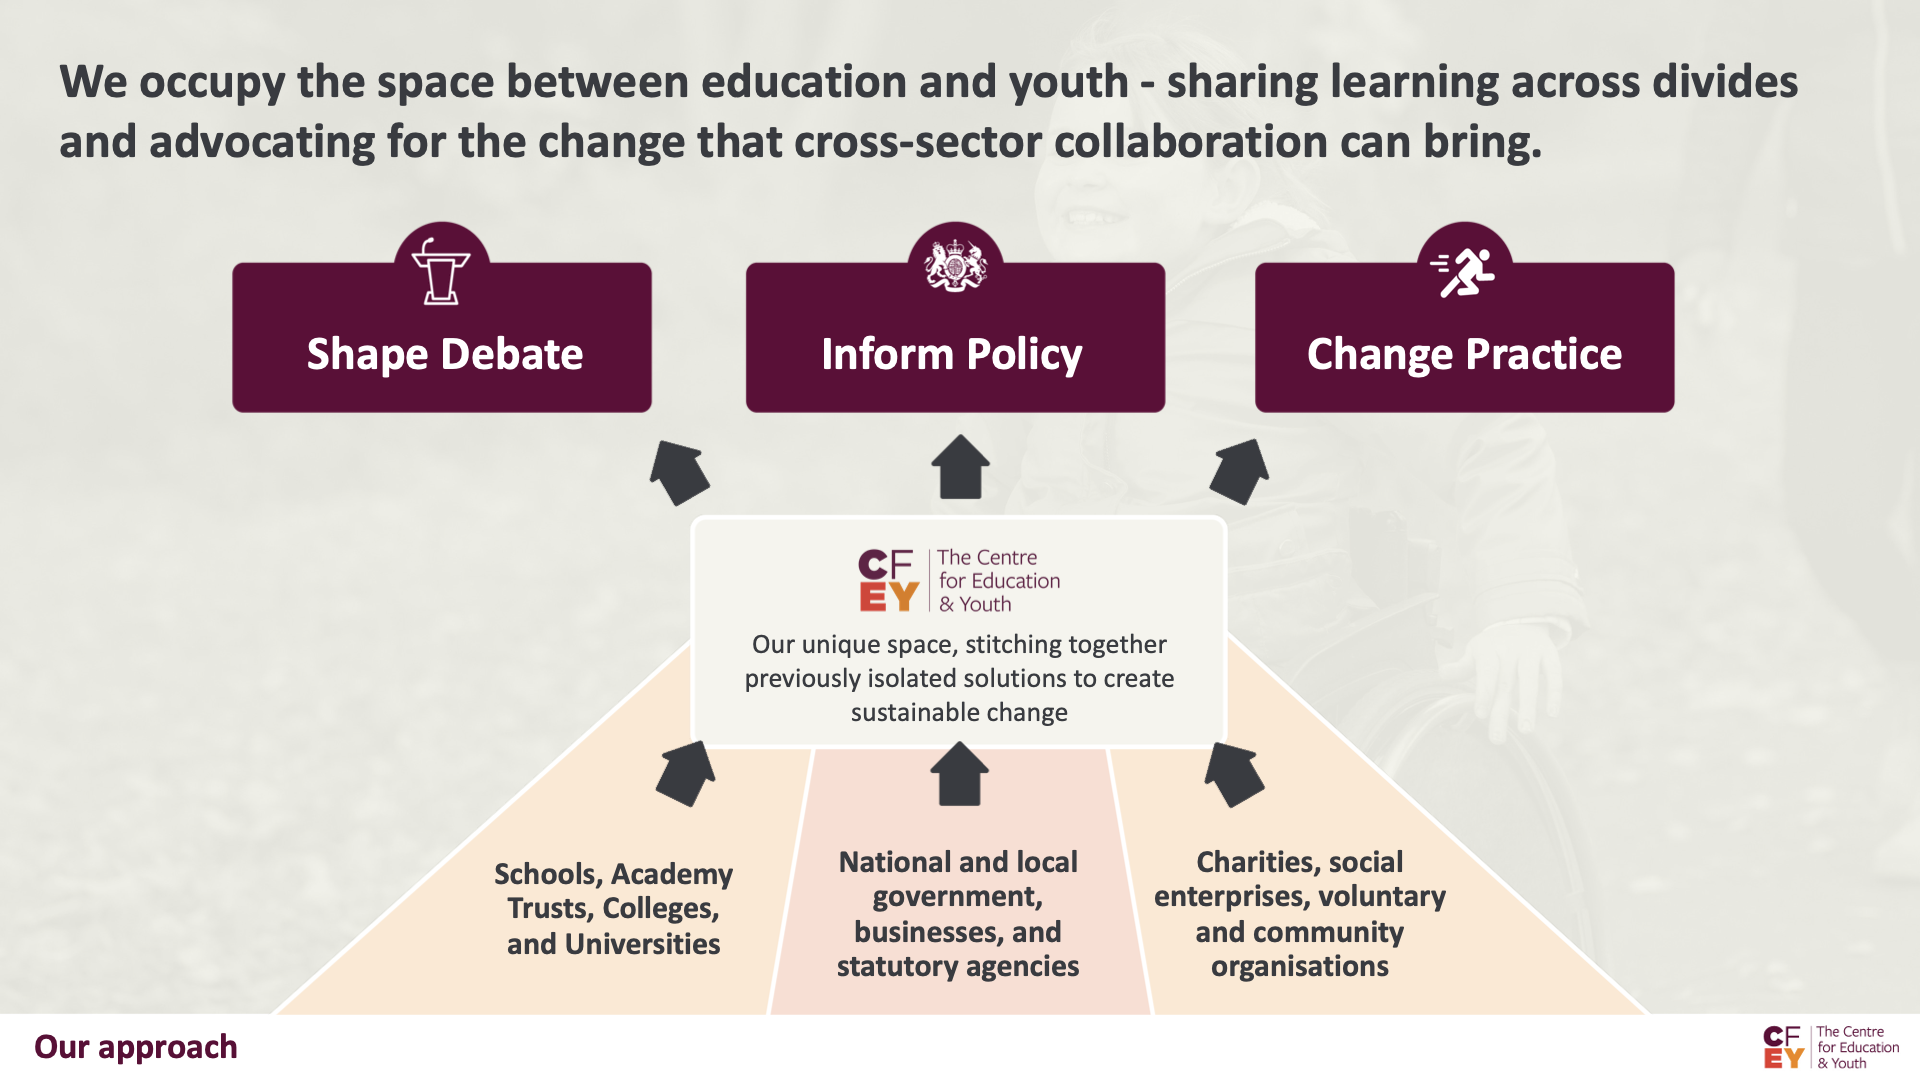 We occupy the space between education and youth - sharing learning across divides
and advocating for the change that cross-sector collaboration can bring.
Shape Debate
Inform Policy
Change Practice
CF
EY
The Centre
for Education
& Youth
Our unique space, stitching together
previously isolated solutions to create
sustainable change
Schools, Academy
Trusts, Colleges,
and Universities
National and local
government,
businesses, and
statutory agencies
Charities, social
enterprises, voluntary
and community
organisations
Our approach
CF
EY
The Centre
for Education
& Youth